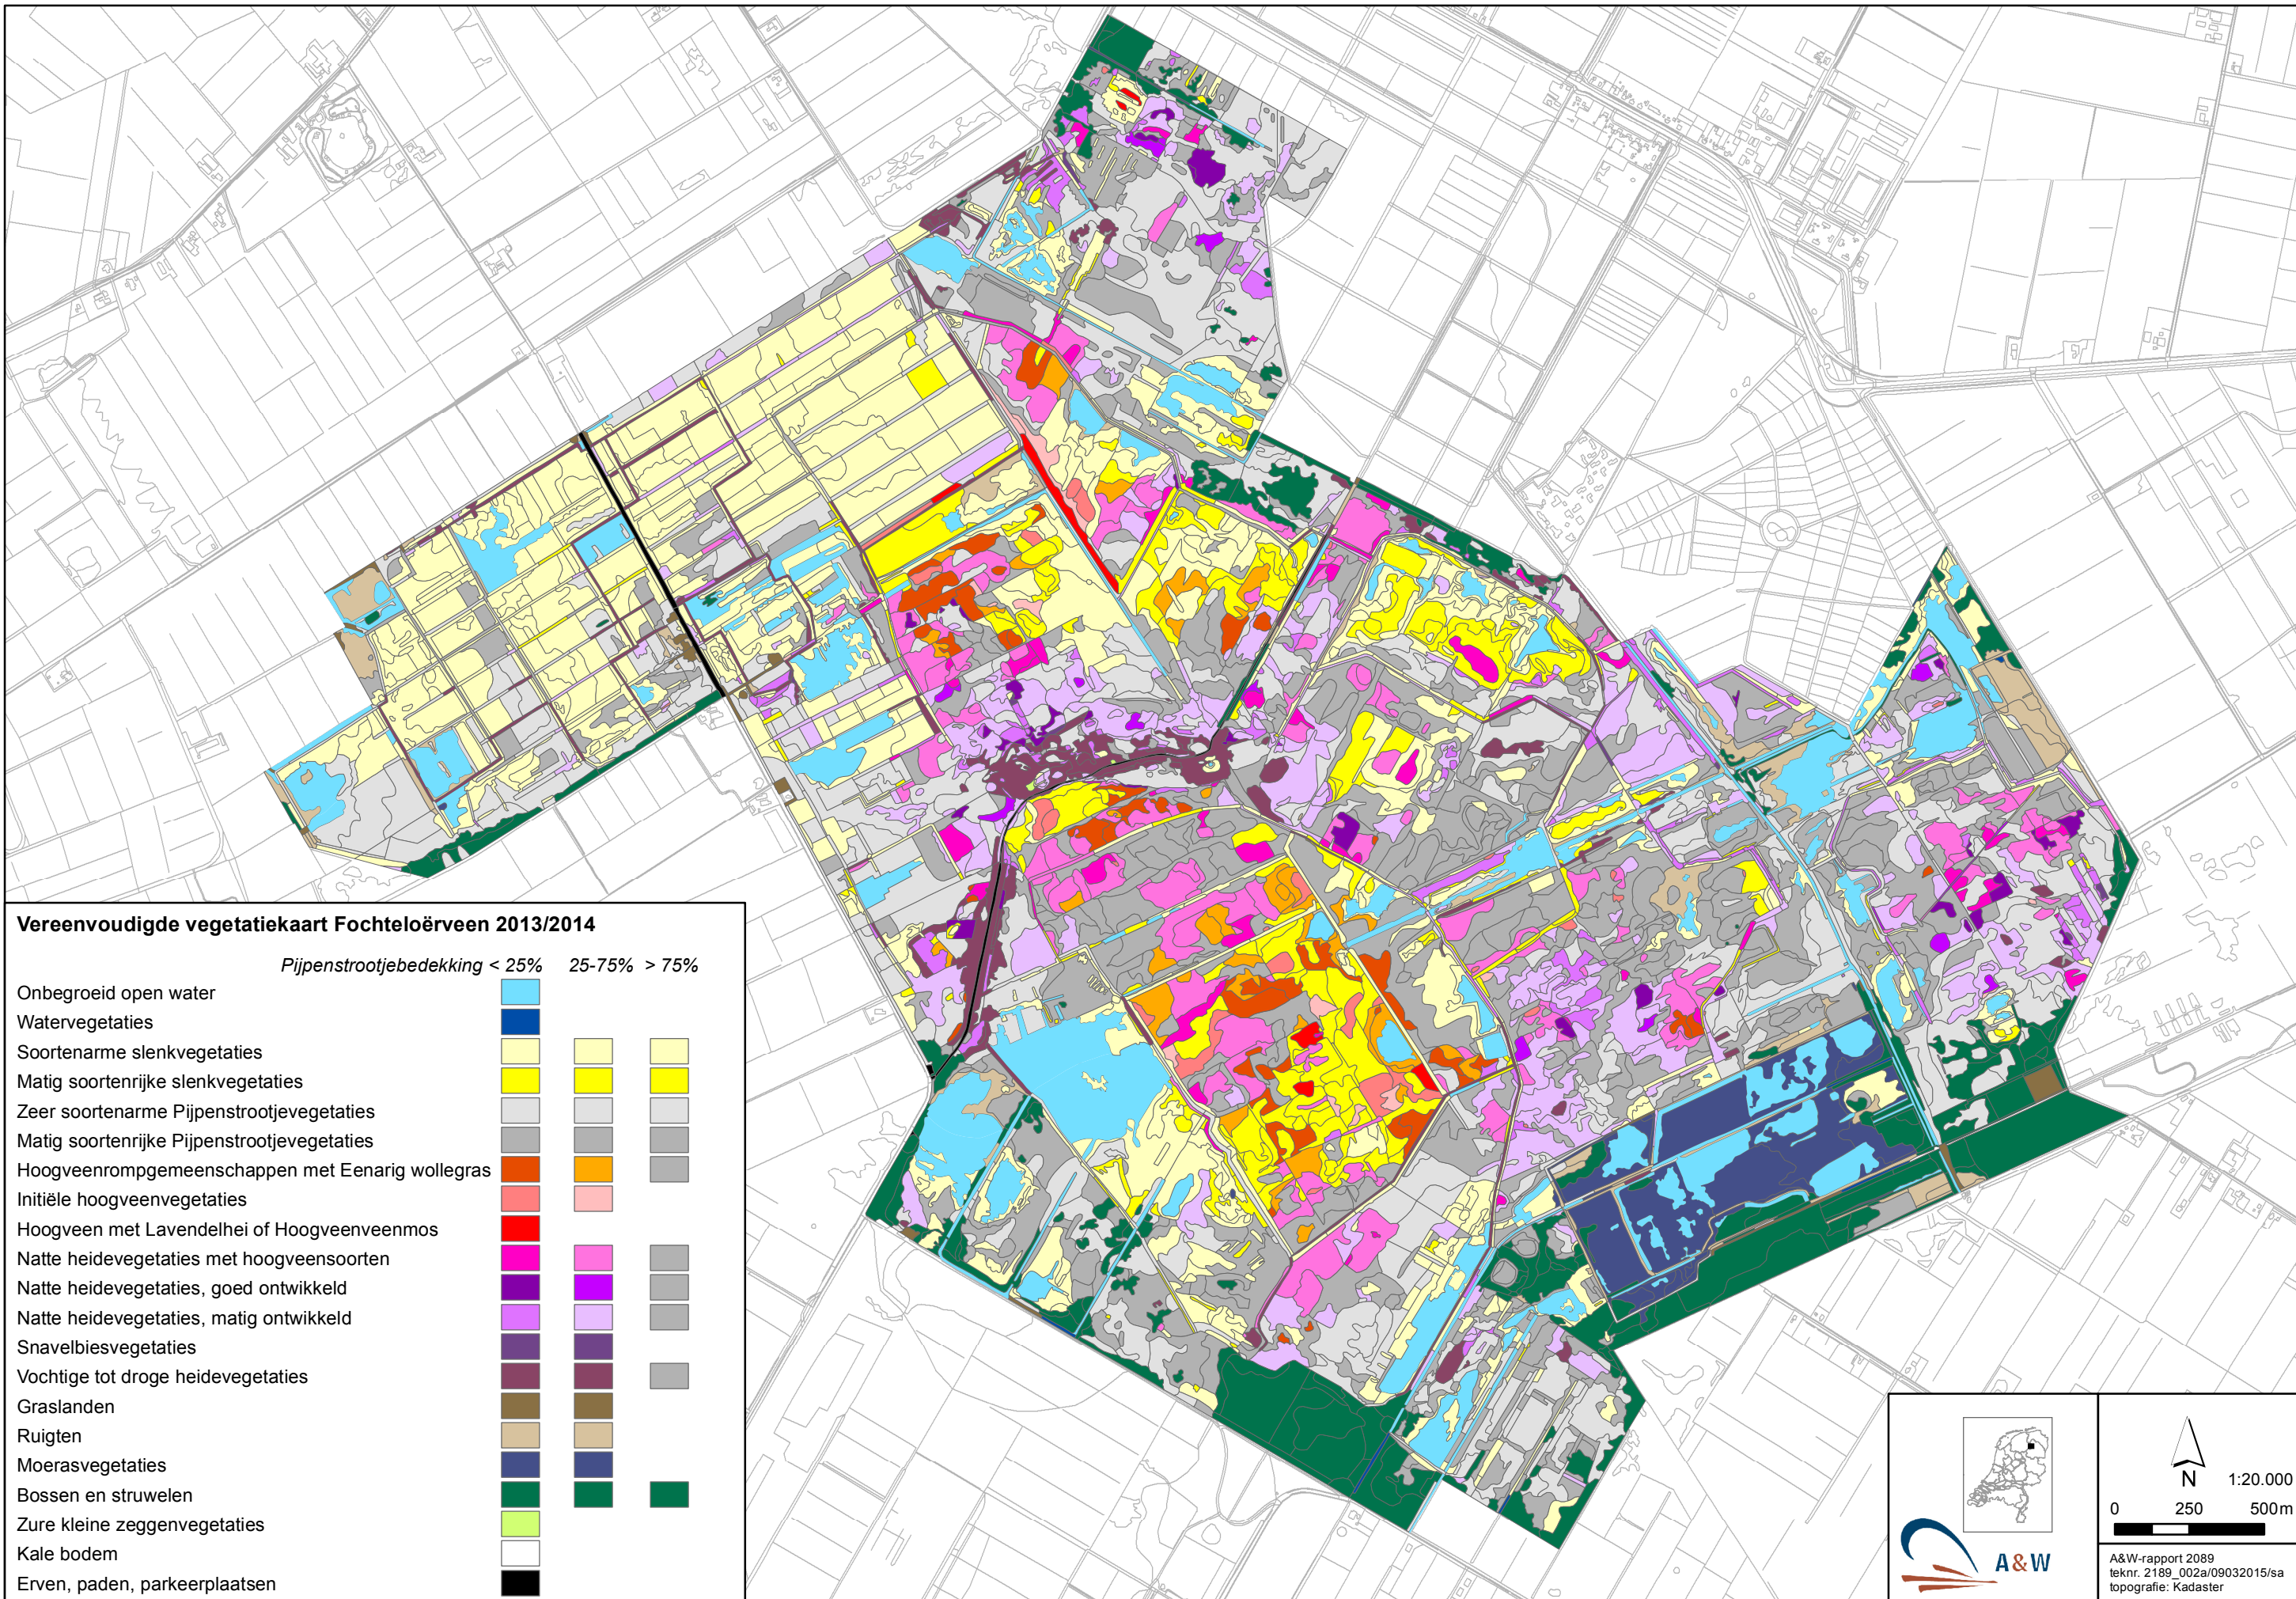 Vereenvoudigde vegetatiekaart Fochteloërveen 2013/2014
Pijpenstrootjebedekking < 25% 25-75% > 75%
Onbegroeid open water
Watervegetaties
Soortenarme slenkvegetaties
Matig soortenrijke slenkvegetaties
Zeer soortenarme Pijpenstrootjevegetaties
Matig soortenrijke Pijpenstrootjevegetaties
Hoogveenrompgemeenschappen met Eenarig wollegras
Initiële hoogveenvegetaties
Hoogveen met Lavendelhei of Hoogveenveenmos
Natte heidevegetaties met hoogveensoorten
Natte heidevegetaties, goed ontwikkeld
Natte heidevegetaties, matig ontwikkeld
Snavelbiesvegetaties
Vochtige tot droge heidevegetaties
Graslanden
Ruigten
Moerasvegetaties
Bossen en struwelen
Zure kleine zeggenvegetaties
Kale bodem
Erven, paden, parkeerplaatsen
A&W
N 1:20.000
0 250 500m
A&W-rapport 2089
teknr. 2189_002a/09032015/sa
topografie: Kadaster